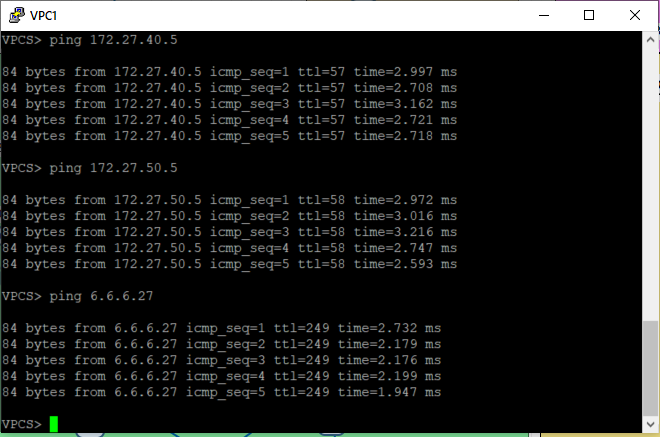 VPC1
VPCS> ping 172.27.40.5
84 bytes from 172.27.40.5 icmp_seq=1 ttl=57 time=2.997 ms
84 bytes from 172.27.40.5 icmp_seq=2 ttl=57 time=2.708 ms
84 bytes from 172.27.40.5 icmp_seq=3 ttl=57 time=3.162 ms
84 bytes from 172.27.40.5 icmp_seq=4 ttl=57 time=2.721 ms
84 bytes from 172.27.40.5 icmp_seq=5 ttl=57 time=2.718 ms
VPCS> ping 172.27.50.5
84 bytes from 172.27.50.5 icmp_seq=1 ttl=58 time=2.972 ms
84 bytes from 172.27.50.5 icmp_seq=2 ttl=58 time=3.016 ms
84 bytes from 172.27.50.5 icmp_seq=3 ttl=58 time=3.216 ms
84 bytes from 172.27.50.5 icmp_seq=4 ttl=58 time=2.747 ms
84 bytes from 172.27.50.5 icmp_seq=5 ttl=58 time=2.593 ms
VPCS> ping 6.6.6.27
84 bytes from 6.6.6.27 icmp_seq=1 ttl=249 time=2.732 ms
84 bytes from 6.6.6.27 icmp_seq=2 ttl=249 time=2.179 ms
84 bytes from 6.6.6.27 icmp_seq=3 ttl=249 time=2.176 ms
84 bytes from 6.6.6.27 icmp_seq=4 ttl=249 time=2.199 ms
84 bytes from 6.6.6.27 icmp_seq=5 ttl=249 time=1.947 ms
VPCS>